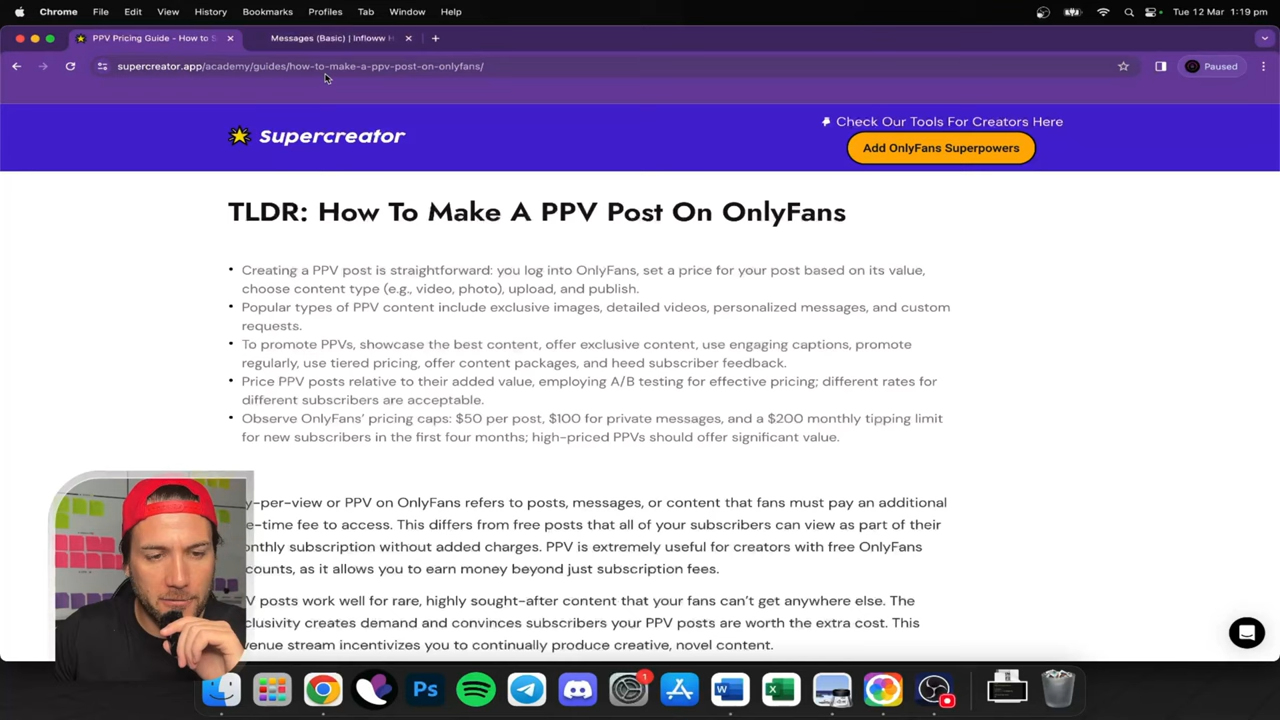 Chrome File Edit View History Bookmarks Profiles Tab Window Help Tue 12 Mar 1:19 pm
PPV Pricing Guide - How to Messages (Basic) | Infloww
supercreator.app/academy/guides/how-to-make-a-ppv-post-on-onlyfans/ Paused
Supercreator
Check Our Tools For Creators Here
Add OnlyFans Superpowers
TLDR: How To Make A PPV Post On OnlyFans
• Creating a PPV post is straightforward: you log into OnlyFans, set a price for your post based on its value,
choose content type (e.g., video, photo), upload, and publish.
• Popular types of PPV content include exclusive images, detailed videos, personalized messages, and custom
requests.
• To promote PPVs, showcase the best content, offer exclusive content, use engaging captions, promote
regularly, use tiered pricing, offer content packages, and heed subscriber feedback.
• Price PPV posts relative to their added value, employing A/B testing for effective pricing; different rates for
different subscribers are acceptable.
• Observe OnlyFans’ pricing caps: $50 per post, $100 for private messages, and a $200 monthly tipping limit
for new subscribers in the first four months; high-priced PPVs should offer significant value.
y-per-view or PPV on OnlyFans refers to posts, messages, or content that fans must pay an additional
e-time fee to access. This differs from free posts that all of your subscribers can view as part of their
nthly subscription without added charges. PPV is extremely useful for creators with free OnlyFans
counts, as it allows you to earn money beyond just subscription fees.
V posts work well for rare, highly sought-after content that your fans can’t get anywhere else. The
clusivity creates demand and convinces subscribers your PPV posts are worth the extra cost. This
venue stream incentivizes you to continually produce creative, novel content.
Ps 1 W X